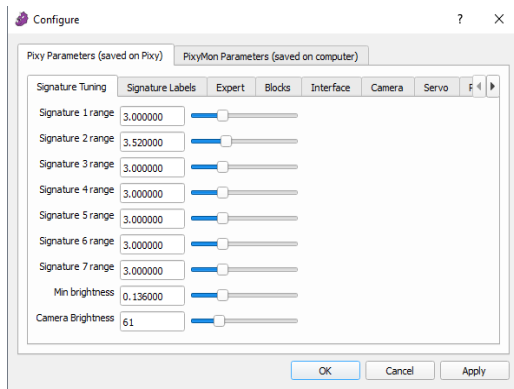 Configure
Pixy Parameters (saved on Pixy) PixyMon Parameters (saved on computer)
Signature Tuning Signature Labels Expert Blocks Interface Camera Servo
Signature 1 range 3.000000
Signature 2 range 3.520000
Signature 3 range 3.000000
Signature 4 range 3.000000
Signature 5 range 3.000000
Signature 6 range 3.000000
Signature 7 range 3.000000
Min brightness 0.136000
Camera Brightness 61
OK Cancel Apply